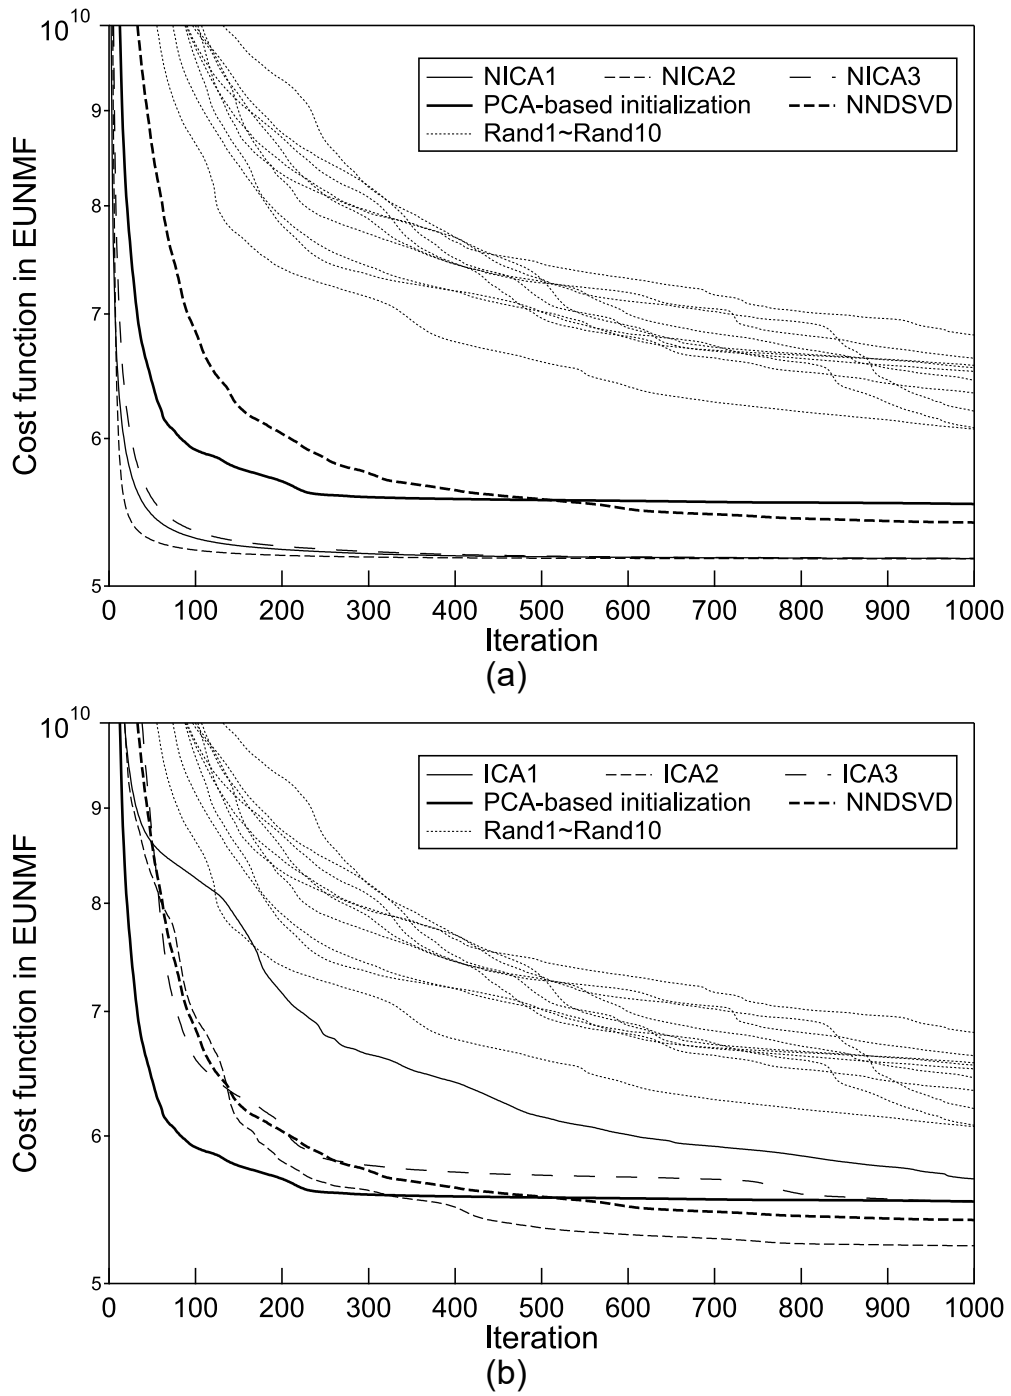 10^10
9
8
7
6
5
Cost function in EUNMF
NICA1 NICA2 NICA3
PCA-based initialization NNDSVD
Rand1~Rand10
0 100 200 300 400 500 600 700 800 900 1000
Iteration
(a)
10^10
9
8
7
6
5
Cost function in EUNMF
ICA1 ICA2 ICA3
PCA-based initialization NNDSVD
Rand1~Rand10
0 100 200 300 400 500 600 700 800 900 1000
Iteration
(b)